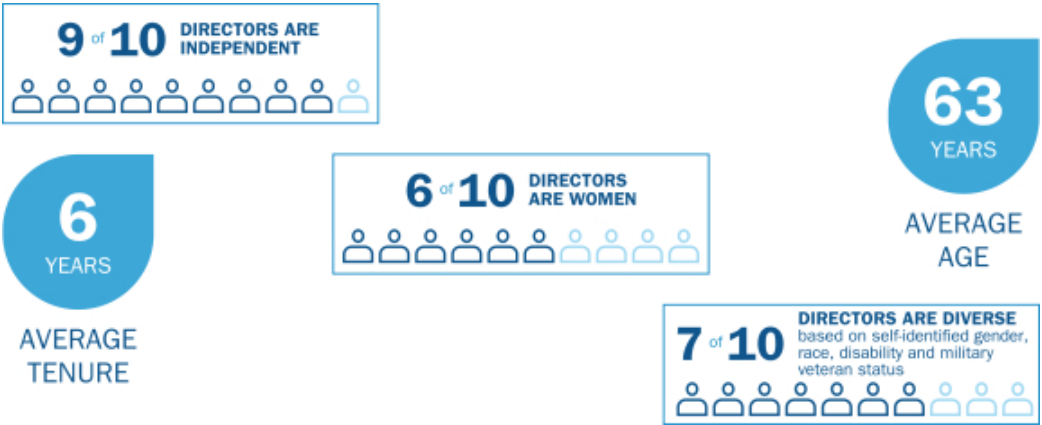 9 of 10 DIRECTORS ARE
INDEPENDENT
63
YEARS
AVERAGE
AGE
6
YEARS
AVERAGE
TENURE
6 of 10 DIRECTORS
ARE WOMEN
7 of 10 DIRECTORS ARE DIVERSE
based on self-identified gender,
race, disability and military
veteran status